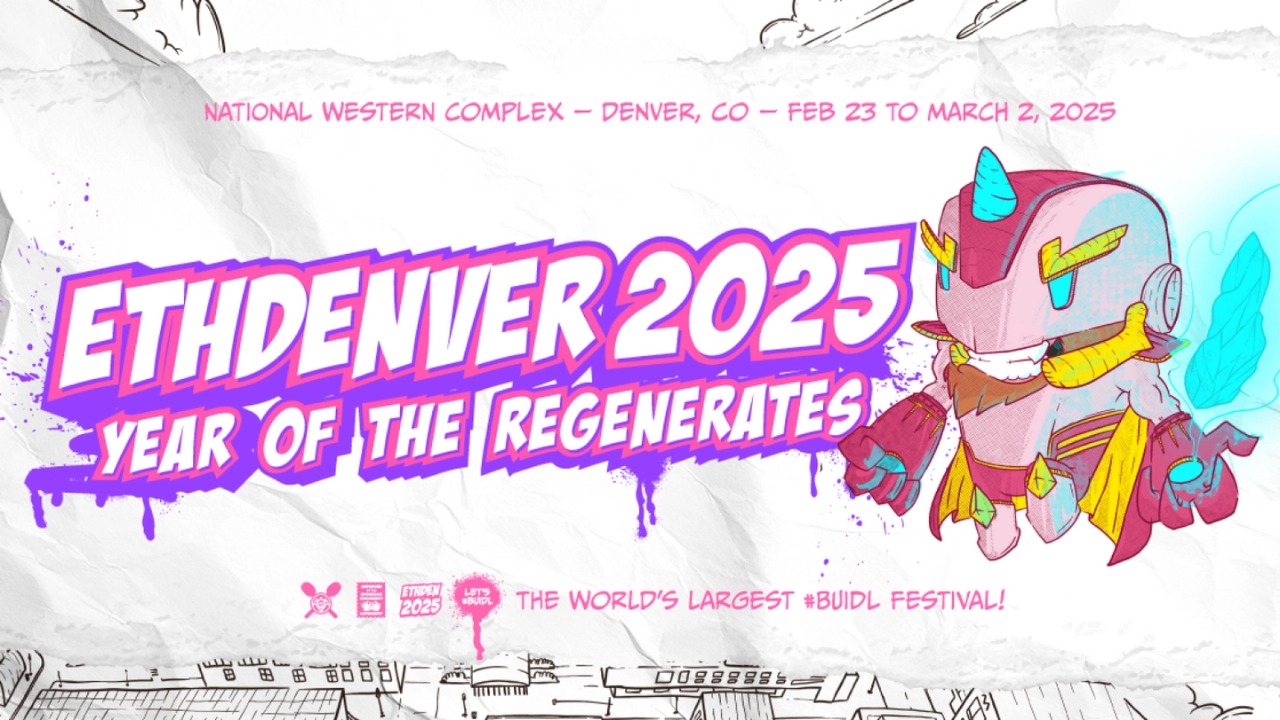 NATIONAL WESTERN COMPLEX – DENVER, CO – FEB 23 TO MARCH 2, 2025
ETHDENVER 2025
YEAR OF THE REGENERATES
ETHDEN
2025
LET'S
#BUIDL
THE WORLD'S LARGEST #BUIDL FESTIVAL!